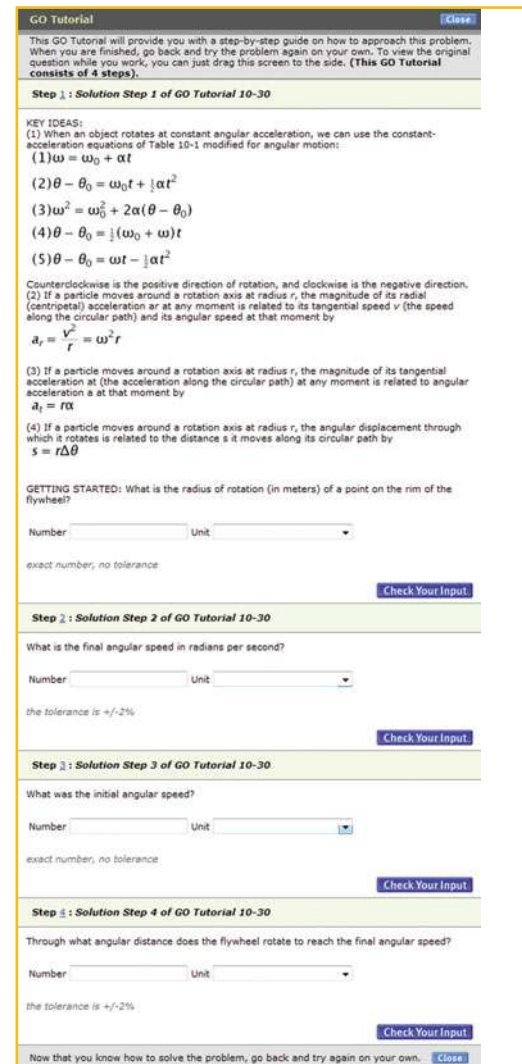 GO Tutorial Close
This GO Tutorial will provide you with a step-by-step guide on how to approach this problem.
When you are finished, go back and try the problem again on your own. To view the original
question while you work, you can just drag this screen to the side. (This GO Tutorial
consists of 4 steps).
Step 1 : Solution Step 1 of GO Tutorial 10-30
KEY IDEAS:
(1) When an object rotates at constant angular acceleration, we can use the constant-
acceleration equations of Table 10-1 modified for angular motion:
(1)ω = ω₀ + αt
(2)θ − θ₀ = ω₀t + ½αt²
(3)ω² = ω₀² + 2α(θ − θ₀)
(4)θ − θ₀ = ½(ω₀ + ω)t
(5)θ − θ₀ = ωt − ½αt²
Counterclockwise is the positive direction of rotation, and clockwise is the negative direction.
(2) If a particle moves around a rotation axis at radius r, the magnitude of its radial
(centripetal) acceleration ar at any moment is related to its tangential speed v (the speed
along the circular path) and its angular speed at that moment by
aᵣ = v²/r = ω²r
(3) If a particle moves around a rotation axis at radius r, the magnitude of its tangential
acceleration at (the acceleration along the circular path) at any moment is related to angular
acceleration a at that moment by
aₜ = rα
(4) If a particle moves around a rotation axis at radius r, the angular displacement through
which it rotates is related to the distance s it moves along its circular path by
s = rΔθ
GETTING STARTED: What is the radius of rotation (in meters) of a point on the rim of the
flywheel?
Number Unit
exact number, no tolerance
Check Your Input
Step 2 : Solution Step 2 of GO Tutorial 10-30
What is the final angular speed in radians per second?
Number Unit
the tolerance is +/-2%
Check Your Input
Step 3 : Solution Step 3 of GO Tutorial 10-30
What was the initial angular speed?
Number Unit
exact number, no tolerance
Check Your Input
Step 4 : Solution Step 4 of GO Tutorial 10-30
Through what angular distance does the flywheel rotate to reach the final angular speed?
Number Unit
the tolerance is +/-2%
Check Your Input
Now that you know how to solve the problem, go back and try again on your own. Close